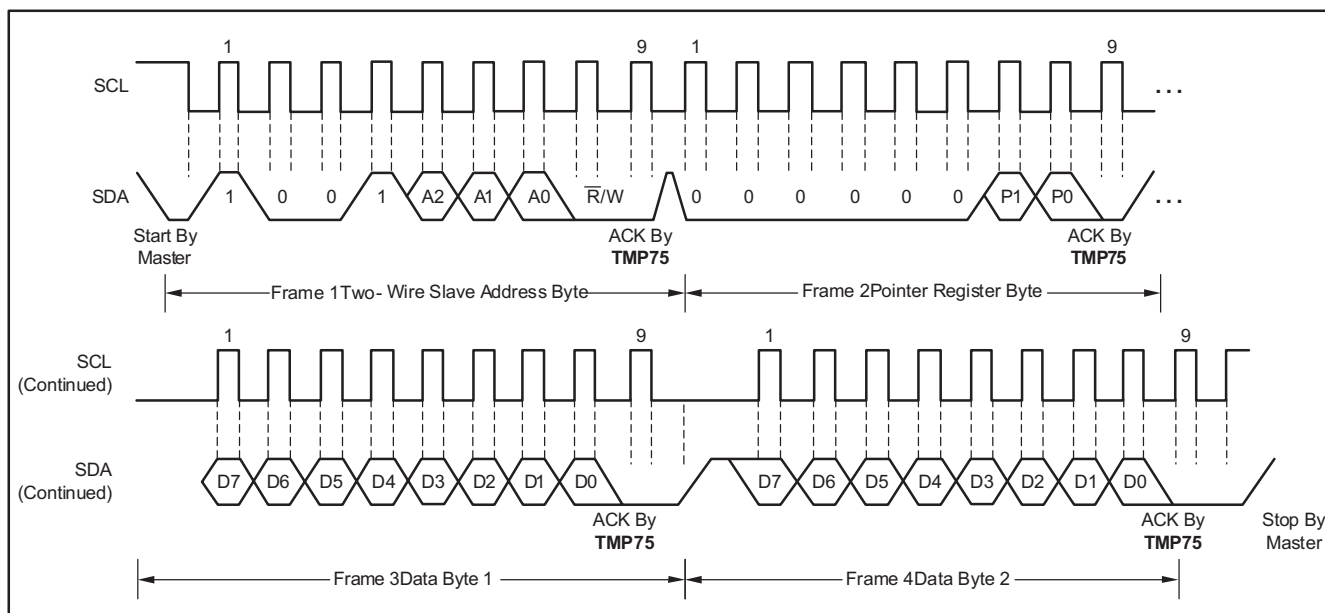 1 9 1 9
SCL ...
SDA 1 0 0 1 A2 A1 A0 R̅/W 0 0 0 0 0 0 P1 P0 ...
Start By
Master
ACK By
TMP75
ACK By
TMP75
Frame 1Two- Wire Slave Address Byte
Frame 2Pointer Register Byte
1 9 1 9
SCL
(Continued)
SDA
(Continued)
D7 D6 D5 D4 D3 D2 D1 D0 D7 D6 D5 D4 D3 D2 D1 D0
ACK By
TMP75
ACK By
TMP75
Stop By
Master
Frame 3Data Byte 1
Frame 4Data Byte 2